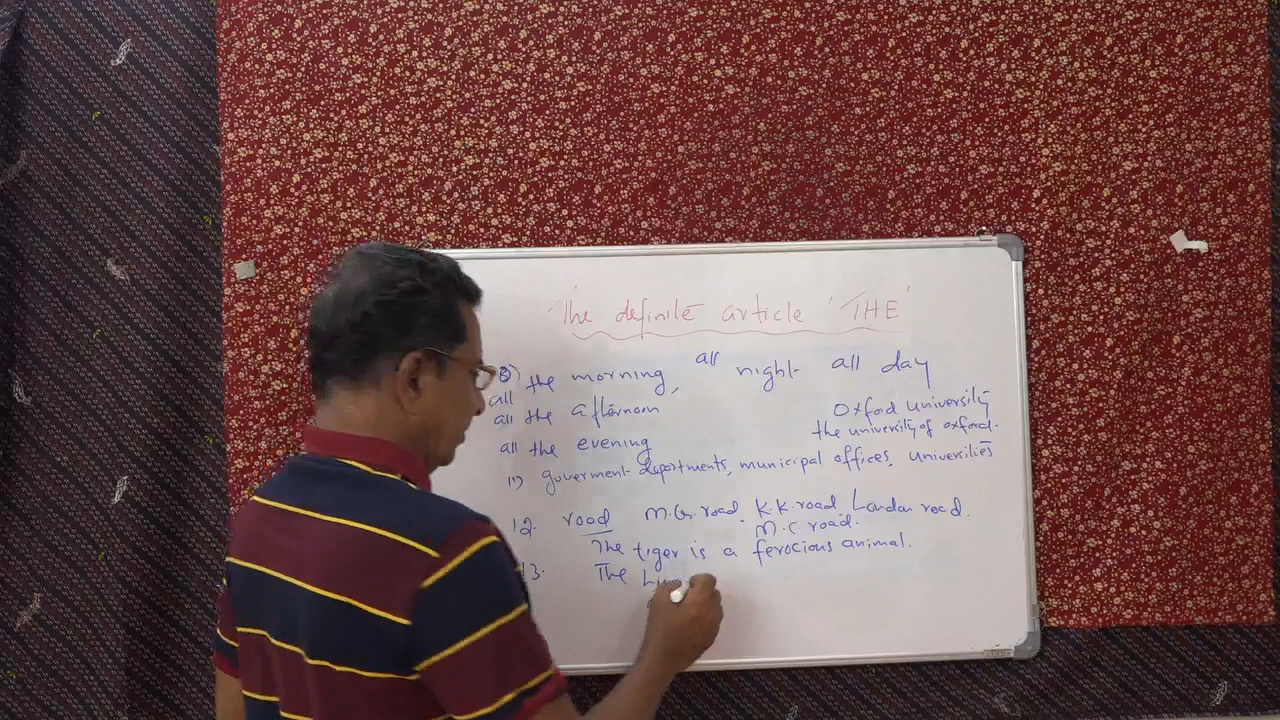 'The definite article 'THE'
all the morning, all night all day
all the afternoon
Oxford University
the university of oxford.
all the evening
11) goverment departments, municipal offices, universities
12. road M.G. road. K.K. road. London road.
M.C. road.
The tiger is a ferocious animal.
13. The